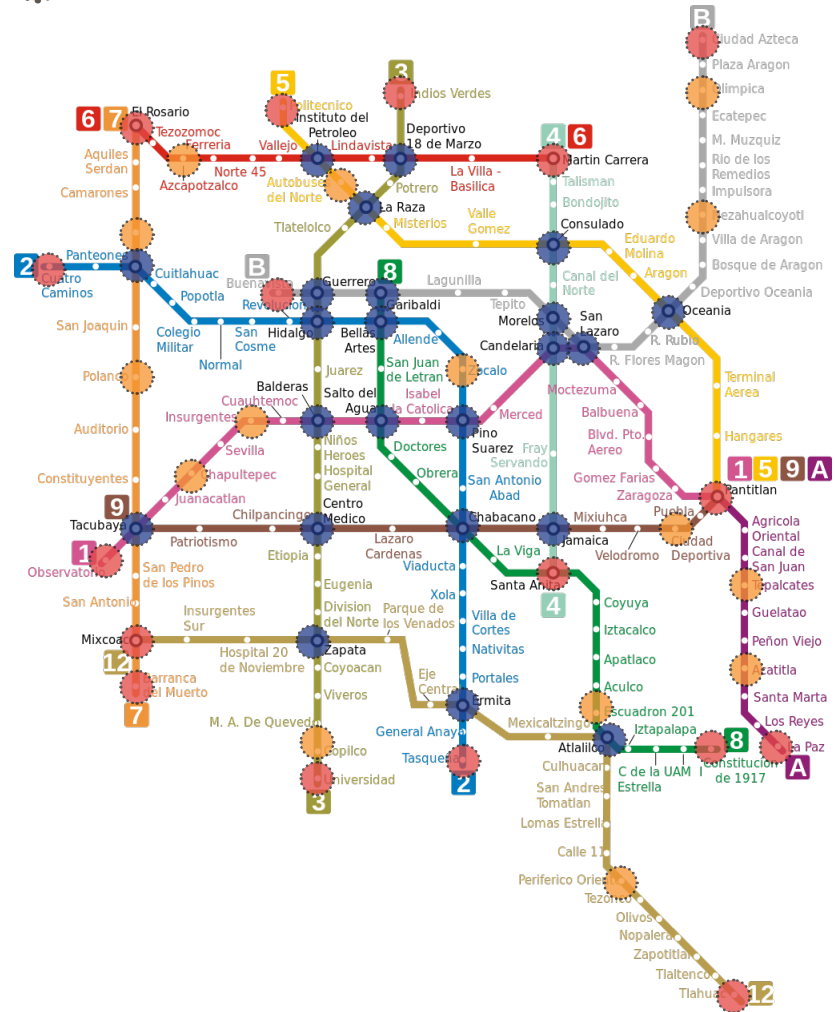 B
Ciudad Azteca
Plaza Aragon
Olimpica
Ecatepec
M. Muzquiz
Rio de los
Remedios
Impulsora
Nezahualcoyotl
Villa de Aragon
Bosque de Aragon
Deportivo Oceania
Oceania
R. Rubio
R. Flores Magon
3
Indios Verdes
5
Politecnico
Instituto del
Petroleo
Deportivo
18 de Marzo
6 7
El Rosario
Tezozomoc
Ferreria
Vallejo
Lindavista
Norte 45
Azcapotzalco
La Villa -
Basilica
4 6
Martin Carrera
Talisman
Bondojito
Consulado
Canal del
Norte
Aquiles
Serdan
Camarones
Autobuses
del Norte
Potrero
La Raza
Misterios
Valle
Gomez
Eduardo
Molina
Aragon
Tlatelolco
2
Panteones
Cuatro
Caminos
Cuitlahuac
Popotla
Colegio
Militar
Normal
San
Cosme
Revolucion
Hidalgo
B
Buenavista
Guerrero
8
Garibaldi
Lagunilla
Tepito
Morelos
San
Lazaro
Candelaria
Bellas
Artes
Allende
Zocalo
San Joaquin
Polanco
Auditorio
Constituyentes
Juarez
San Juan
de Letran
Balderas
Cuauhtemoc
Insurgentes
Salto del
Agua
Isabel
la Catolica
Merced
Pino
Suarez
Moctezuma
Balbuena
Blvd. Pto.
Aereo
Gomez Farias
Zaragoza
Terminal
Aerea
Hangares
1 5 9 A
Pantitlan
Sevilla
Chapultepec
Juanacatlan
Niños
Heroes
Hospital
General
Doctores
Obrera
San Antonio
Abad
Fray
Servando
9
Tacubaya
1
Observatorio
Patriotismo
Chilpancingo
Centro
Medico
Lazaro
Cardenas
Chabacano
Jamaica
Mixiuhca
Velodromo
Puebla
Ciudad
Deportiva
Agricola
Oriental
Canal de
San Juan
Tepalcates
Guelatao
Peñon Viejo
Acatitla
Santa Marta
Los Reyes
La Paz
A
San Pedro
de los Pinos
San Antonio
Etiopia
Eugenia
Division
del Norte
Viaducta
Xola
Villa de
Cortes
Nativitas
Portales
La Viga
Santa Anita
4
Coyuya
Iztacalco
Apatlaco
Aculco
Escuadron 201
Mixcoac
12
Insurgentes
Sur
Hospital 20
de Noviembre
Parque de
los Venados
Zapata
Coyoacan
Viveros
M. A. De Quevedo
Copilco
Universidad
3
Barranca
del Muerto
7
Eje
Central
Ermita
General Anaya
Tasquena
2
Mexicaltzingo
Atlalilco
Iztapalapa
C de la
Estrella
UAM I
8
Constitucion
de 1917
Culhuacan
San Andres
Tomatlan
Lomas Estrella
Calle 11
Periferico Oriente
Tezonco
Olivos
Nopalera
Zapotitlan
Tlaltenco
Tlahuac
12